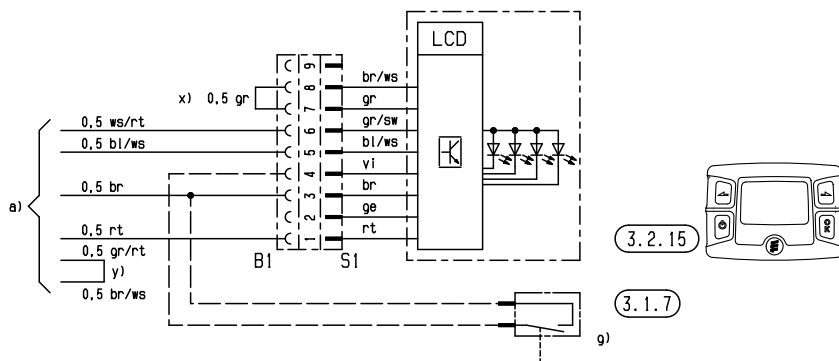 LCD
9
8
7
6
5
4
3
2
1
br/ws
gr
gr/sw
bl/ws
vi
br
ge
rt
x) 0,5 gr
0,5 ws/rt
0,5 bl/ws
a)
0,5 br
0,5 rt
0,5 gr/rt
y)
0,5 br/ws
B1
S1
3.2.15
OK
3.1.7
g)